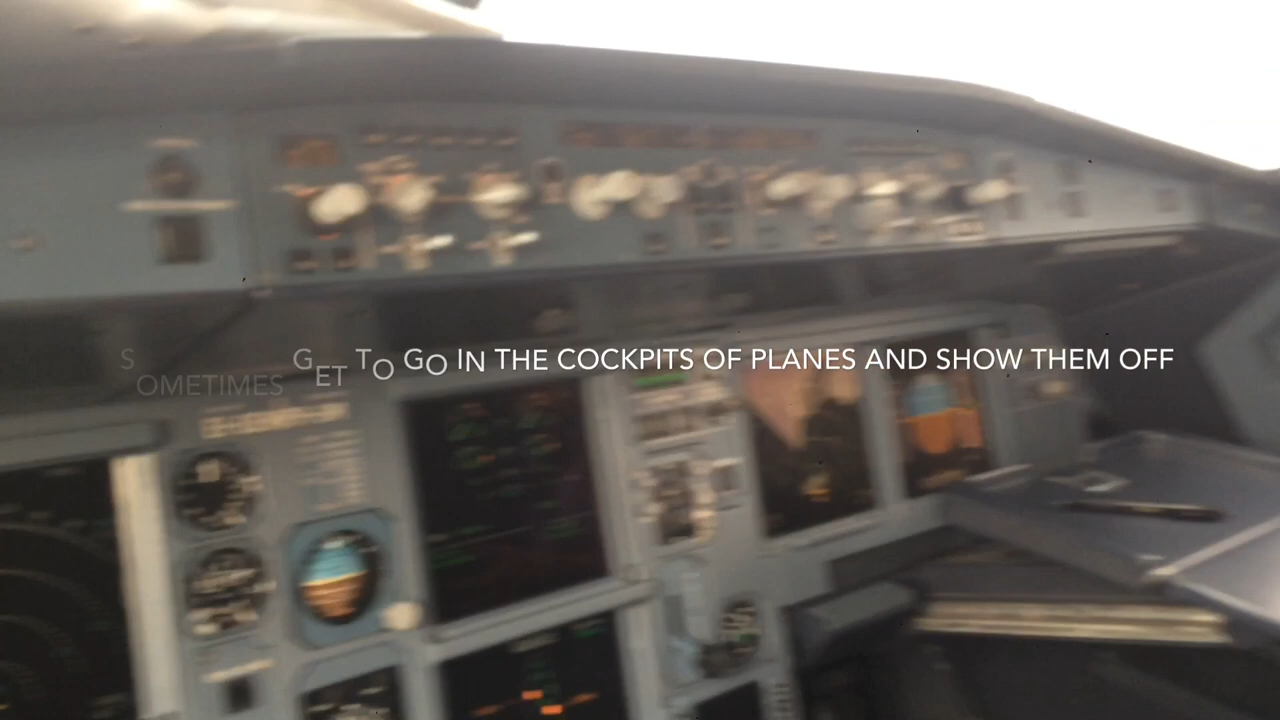 SOMETIMES GET TO GO IN THE COCKPITS OF PLANES AND SHOW THEM OFF